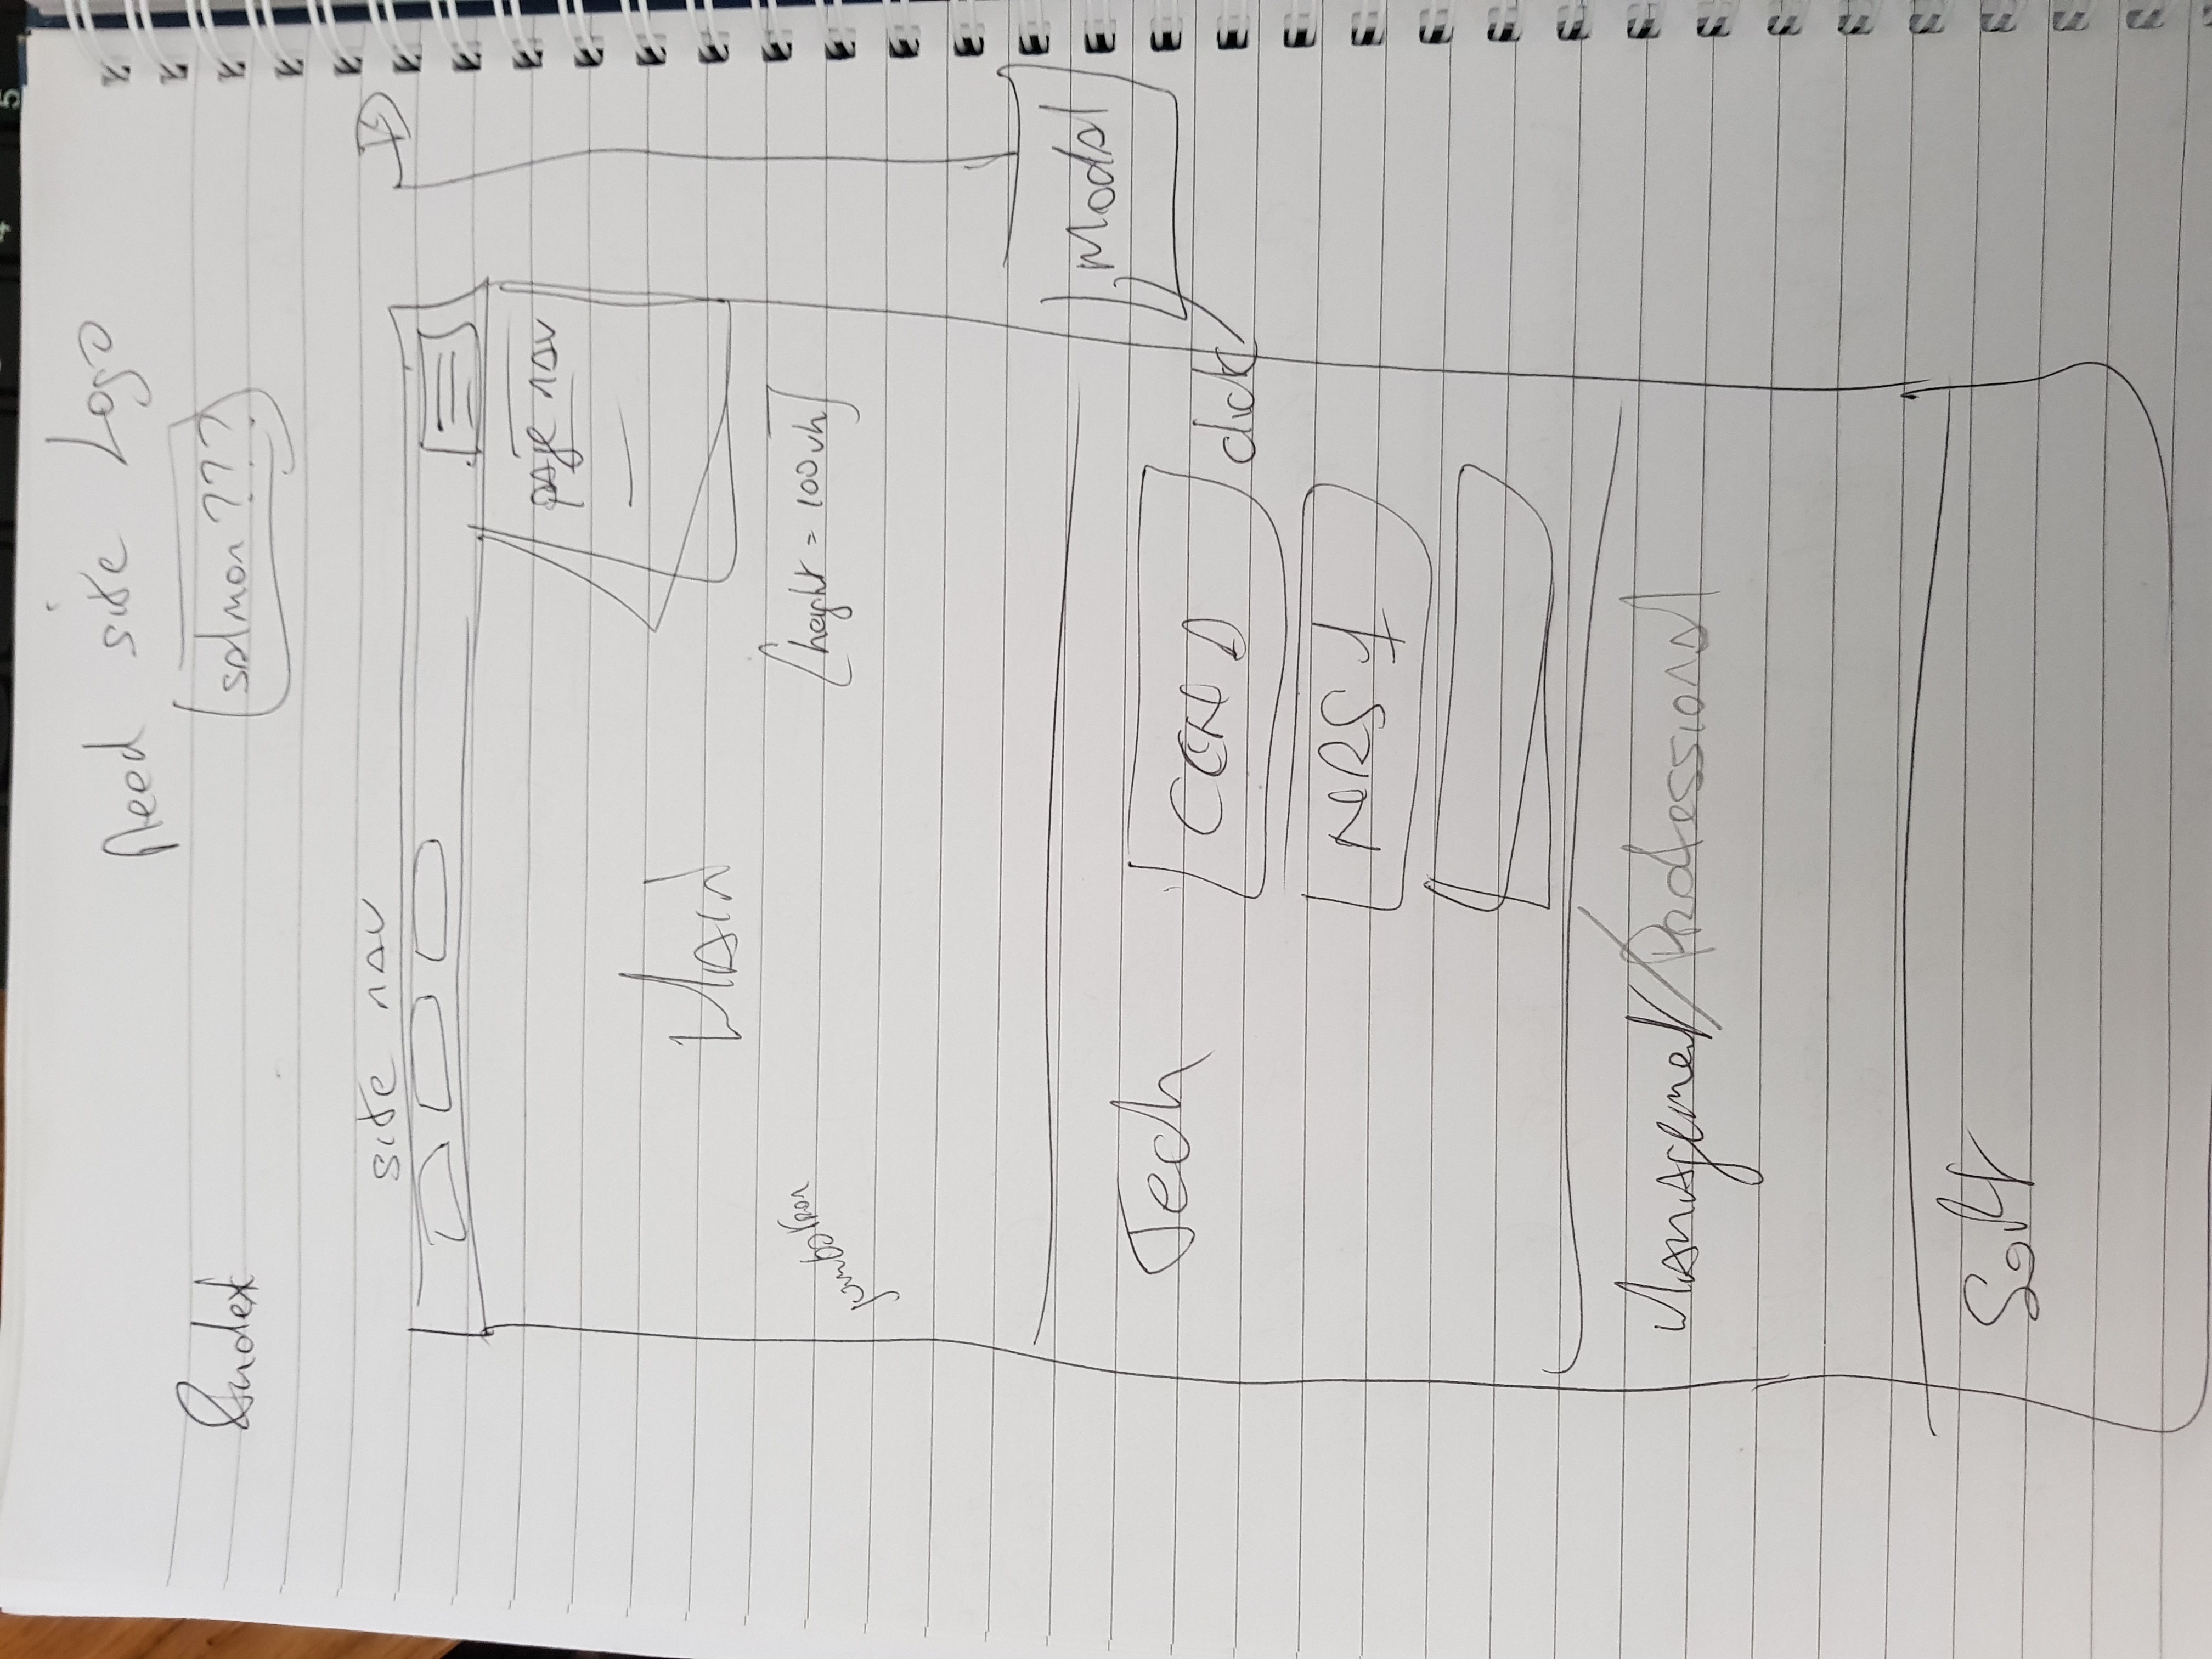 Need site Logo
Index
salmon ???
site nav
page nav
Main
[height = 100vh]
jumbotron
Modal
Tech
click
NRS 1
Management/Professional
Soft